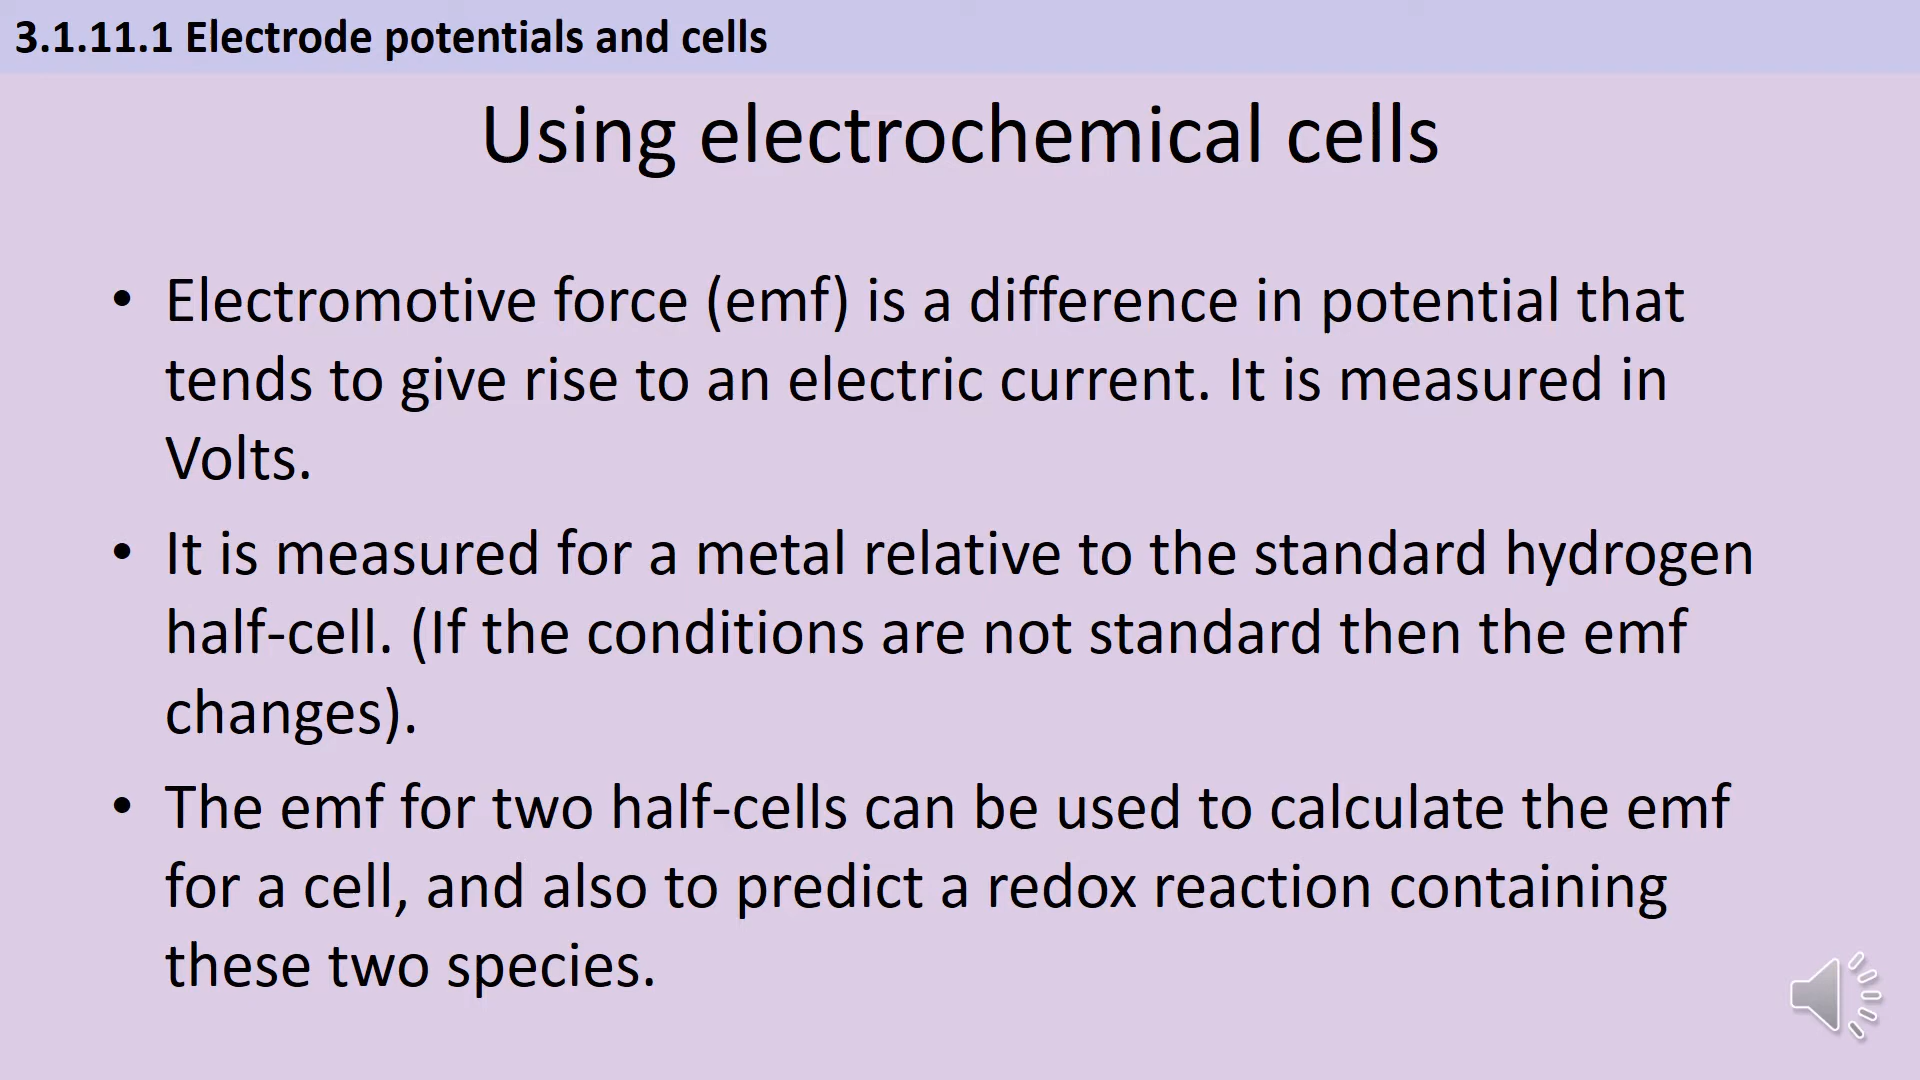 3.1.11.1 Electrode potentials and cells
Using electrochemical cells
• Electromotive force (emf) is a difference in potential that
tends to give rise to an electric current. It is measured in
Volts.
• It is measured for a metal relative to the standard hydrogen
half-cell. (If the conditions are not standard then the emf
changes).
• The emf for two half-cells can be used to calculate the emf
for a cell, and also to predict a redox reaction containing
these two species.